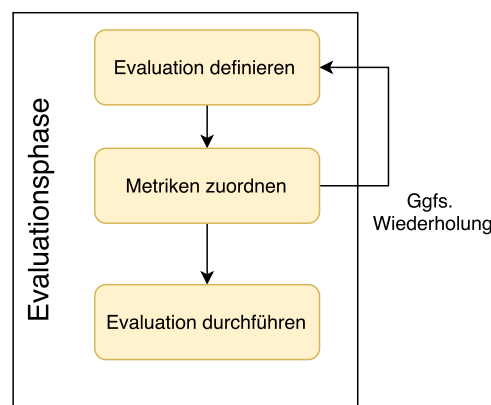 Evaluationsphase
Evaluation definieren
Metriken zuordnen
Ggfs.
Wiederholung
Evaluation durchführen